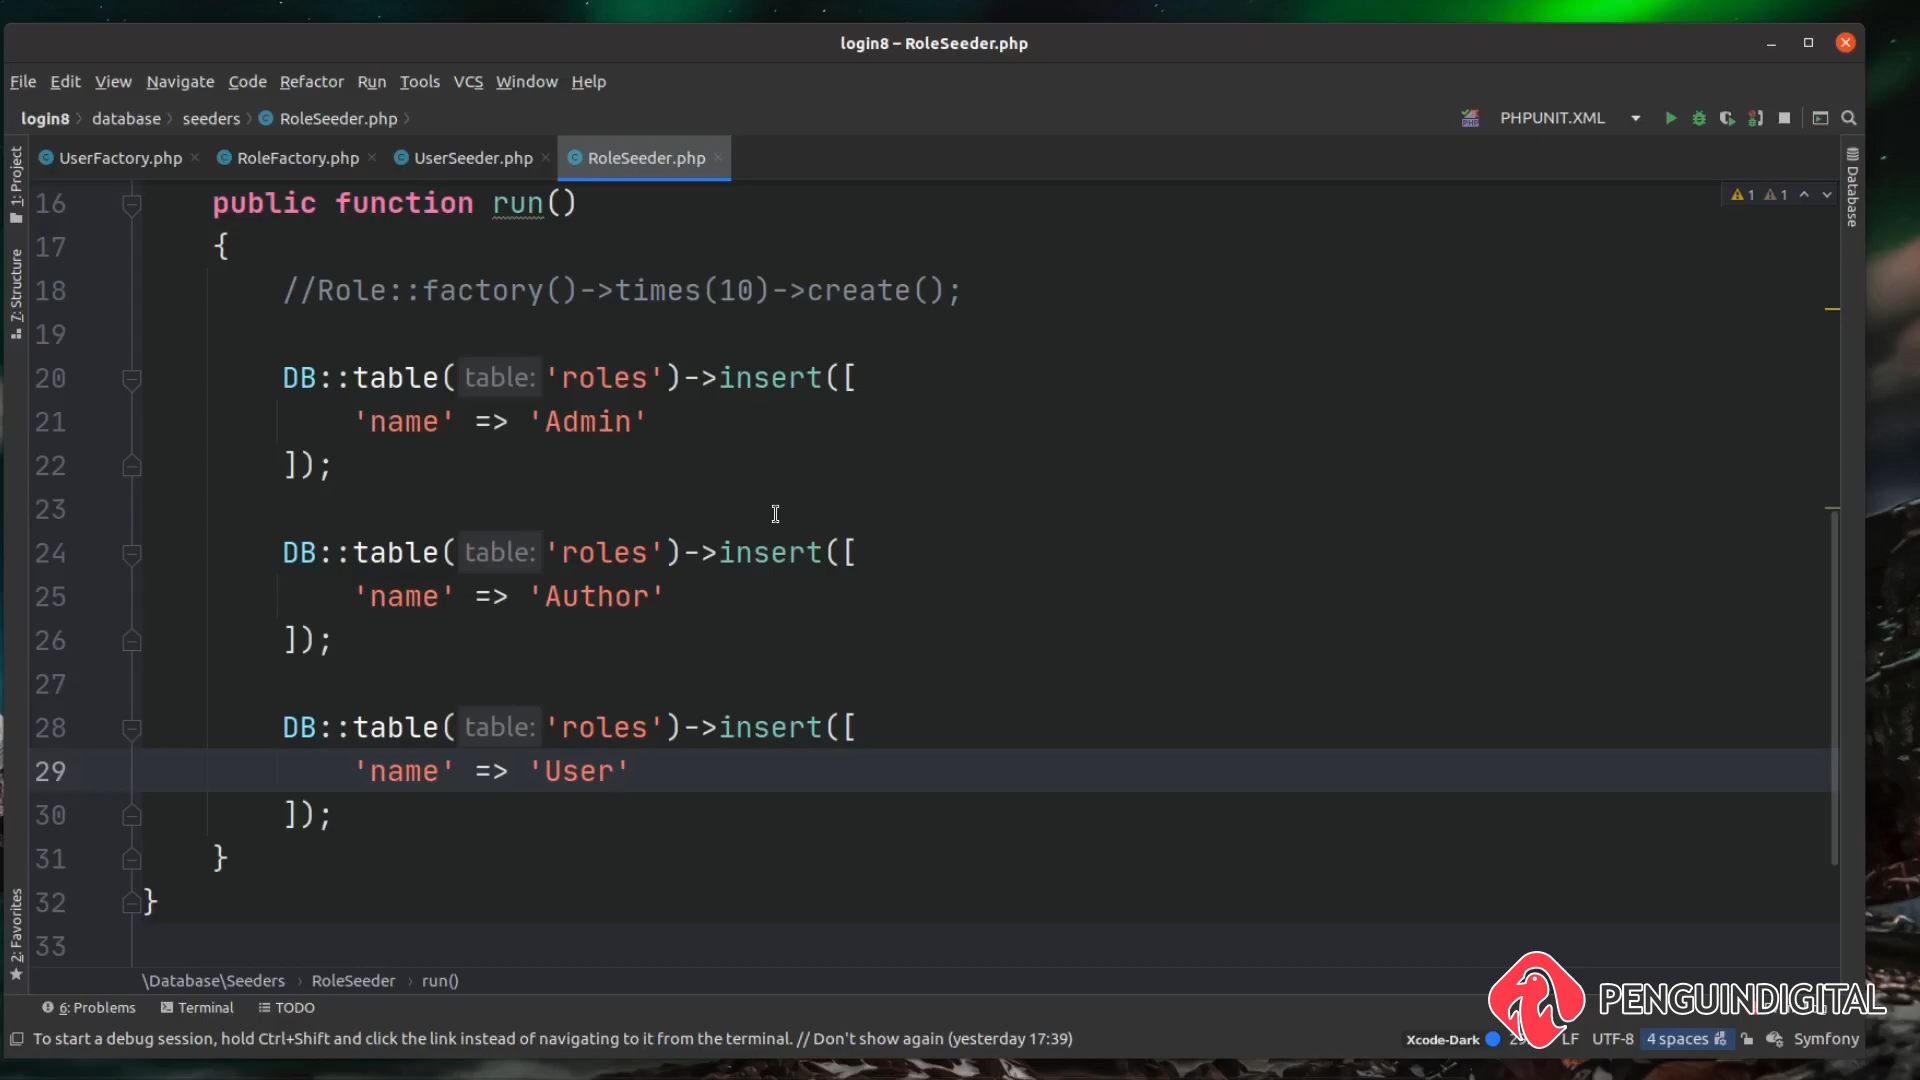 login8 – RoleSeeder.php
File Edit View Navigate Code Refactor Run Tools VCS Window Help
login8 database seeders RoleSeeder.php PHPUNIT.XML
UserFactory.php RoleFactory.php UserSeeder.php RoleSeeder.php
1: Project
7: Structure
2: Favorites
Database
1 1
16 public function run()
17 {
18 //Role::factory()->times(10)->create();
19
20 DB::table( table: 'roles')->insert([
21 'name' => 'Admin'
22 ]);
23
24 DB::table( table: 'roles')->insert([
25 'name' => 'Author'
26 ]);
27
28 DB::table( table: 'roles')->insert([
29 'name' => 'User'
30 ]);
31 }
32 }
33
\Database\Seeders RoleSeeder run()
6: Problems Terminal TODO
PENGUINDIGITAL
To start a debug session, hold Ctrl+Shift and click the link instead of navigating to it from the terminal. // Don't show again (yesterday 17:39) Xcode-Dark LF UTF-8 4 spaces Symfony